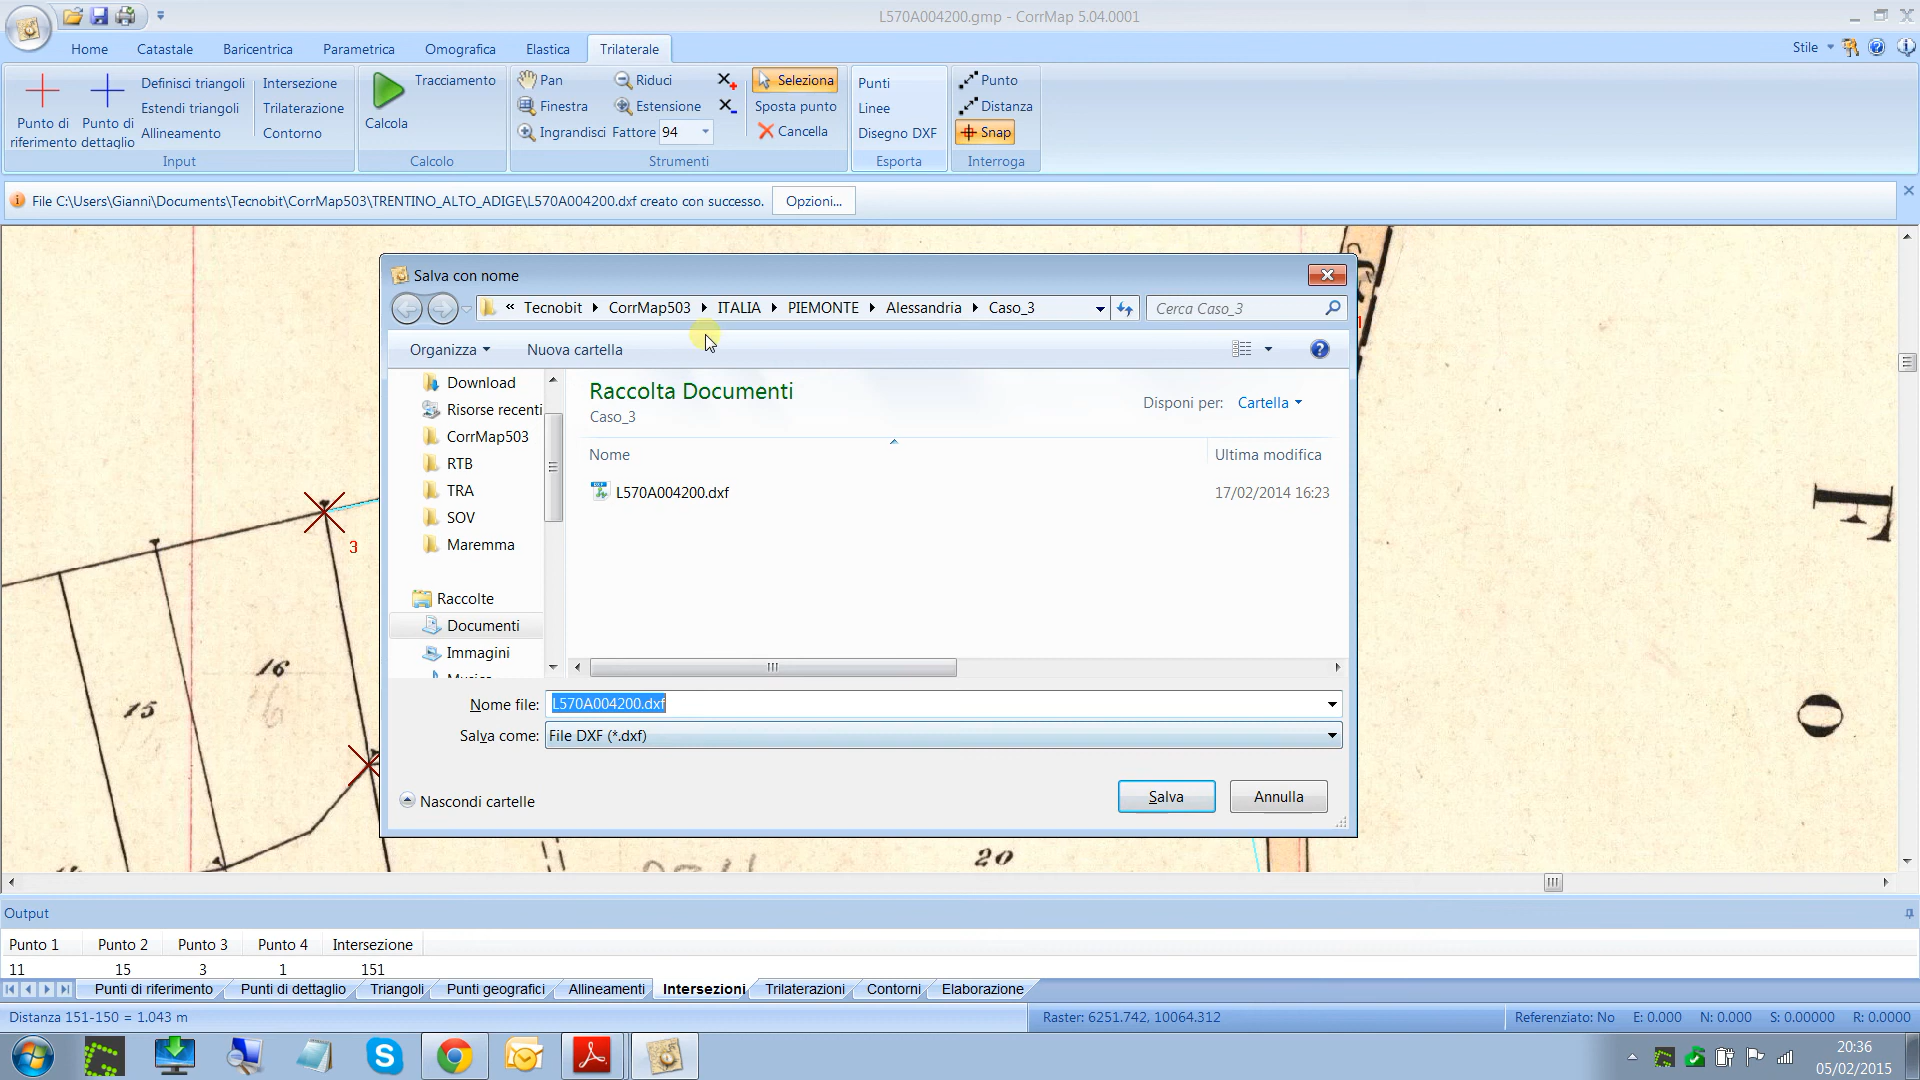 L570A004200.gmp - CorrMap 5.04.0001
Home Catastale Baricentrica Parametrica Omografica Elastica Trilaterale
Stile
Punto di riferimento
Punto di dettaglio
Definisci triangoli
Estendi triangoli
Allineamento
Intersezione
Trilaterazione
Contorno
Input
Calcola
Tracciamento
Calcolo
Pan
Finestra
Ingrandisci
Riduci
Estensione
Fattore 94
Seleziona
Sposta punto
Cancella
Strumenti
Punti
Linee
Disegno DXF
Esporta
Punto
Distanza
Snap
Interroga
File C:\Users\Gianni\Documents\Tecnobit\CorrMap503\TRENTINO_ALTO_ADIGE\L570A004200.dxf creato con successo.
Opzioni...
Salva con nome
« Tecnobit CorrMap503 ITALIA PIEMONTE Alessandria Caso_3
Cerca Caso_3
Organizza Nuova cartella
Download
Risorse recenti
CorrMap503
RTB
TRA
SOV
Maremma
Raccolte
Documenti
Immagini
Raccolta Documenti
Caso_3
Disponi per: Cartella
Nome Ultima modifica
L570A004200.dxf 17/02/2014 16:23
Nome file: L570A004200.dxf
Salva come: File DXF (*.dxf)
Nascondi cartelle
Salva Annulla
3
16
15
20
O
Output
Punto 1 Punto 2 Punto 3 Punto 4 Intersezione
11 15 3 1 151
Punti di riferimento Punti di dettaglio Triangoli Punti geografici Allineamenti Intersezioni Trilaterazioni Contorni Elaborazione
Distanza 151-150 = 1.043 m
Raster: 6251.742, 10064.312
Referenziato: No E: 0.000 N: 0.000 S: 0.00000 R: 0.0000
20:36
05/02/2015